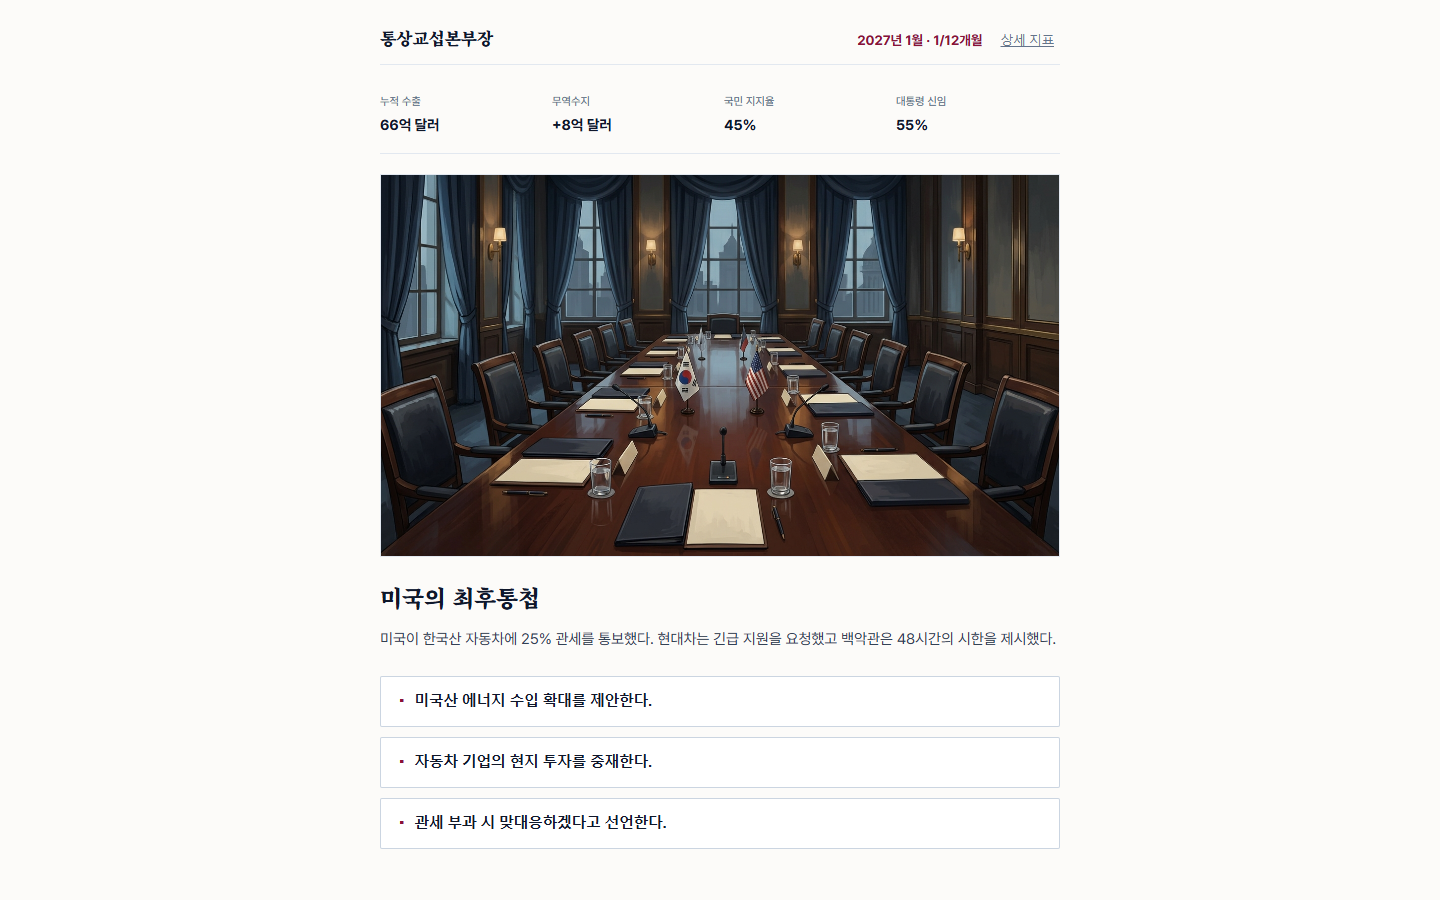 통상교섭본부장
2027년 1월 · 1/12개월 상세 지표
누적 수출 무역수지 국민 지지율 대통령 신임
66억 달러 +8억 달러 45% 55%
미국의 최후통첩
미국이 한국산 자동차에 25% 관세를 통보했다. 현대차는 긴급 지원을 요청했고 백악관은 48시간의 시한을 제시했다.
미국산 에너지 수입 확대를 제안한다.
자동차 기업의 현지 투자를 중재한다.
관세 부과 시 맞대응하겠다고 선언한다.